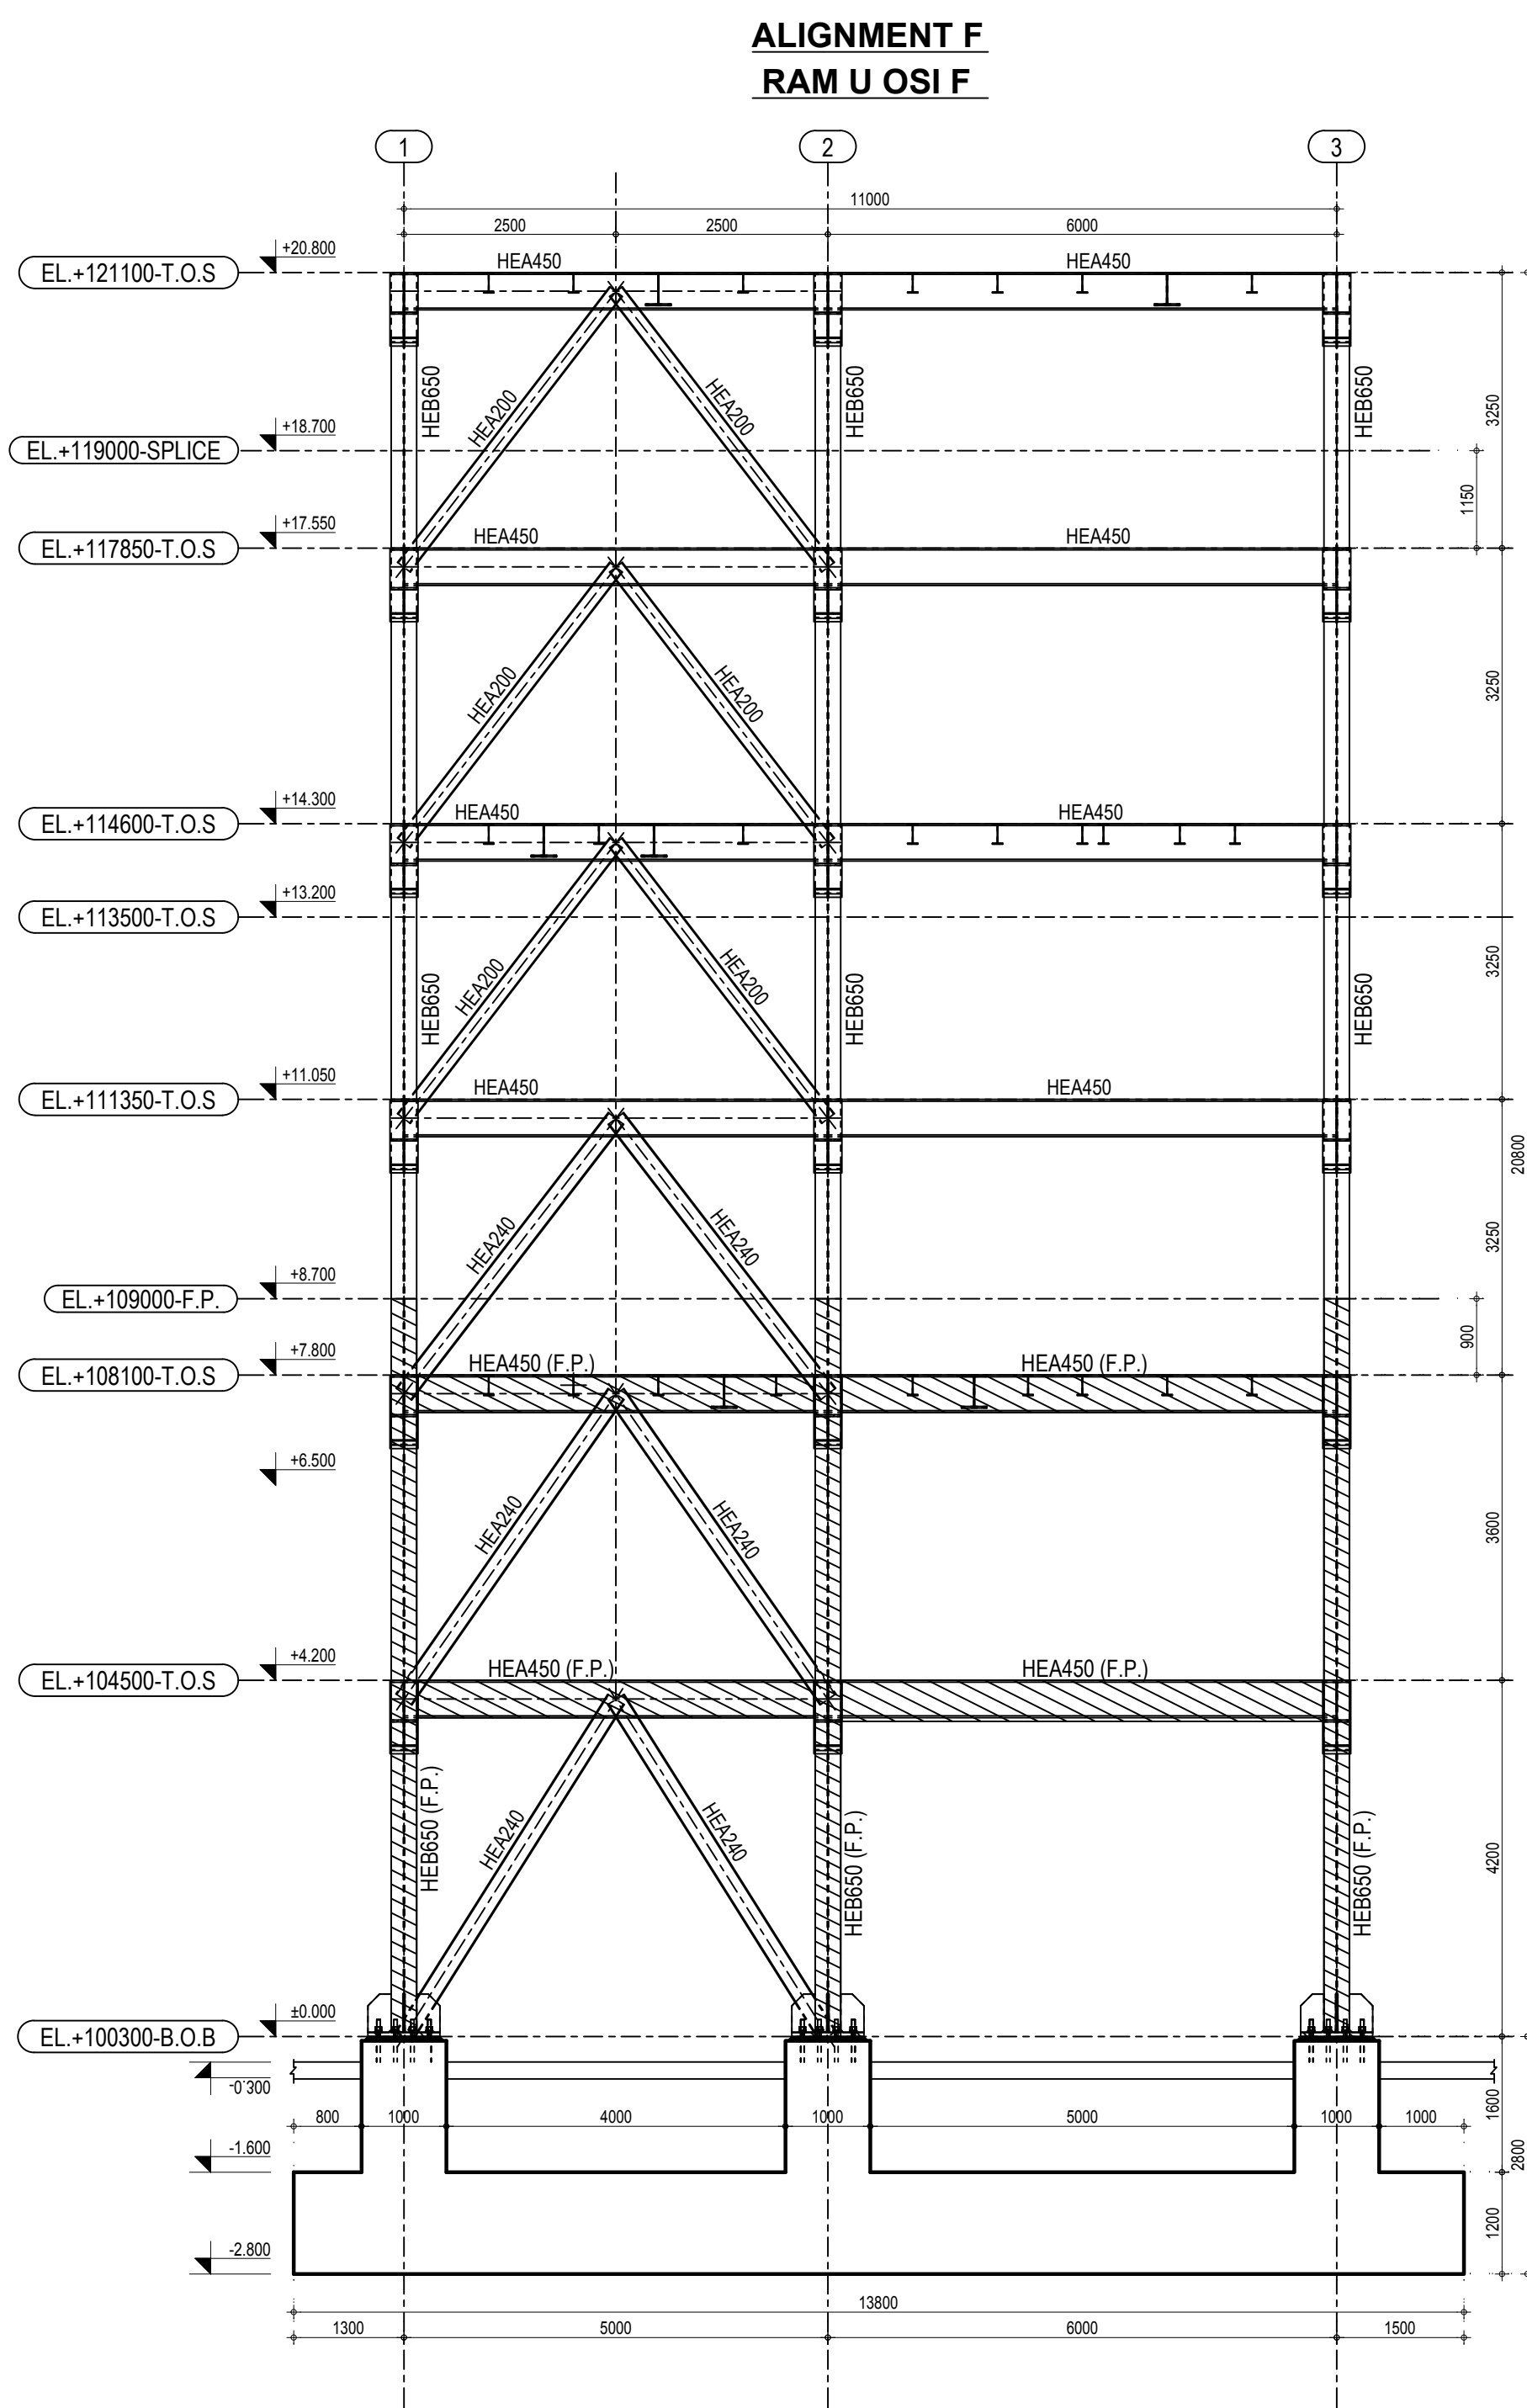 ALIGNMENT F
RAM U OSI F
1
2
3
11000
2500
2500
6000
+20.800
EL.+121100-T.O.S
HEA450
HEA450
HEB650
HEA200
HEA200
HEB650
HEB650
3250
+18.700
EL.+119000-SPLICE
1150
+17.550
EL.+117850-T.O.S
HEA450
HEA450
HEA200
HEA200
3250
+14.300
EL.+114600-T.O.S
HEA450
HEA450
+13.200
EL.+113500-T.O.S
3250
HEB650
HEA200
HEA200
HEB650
HEB650
+11.050
EL.+111350-T.O.S
HEA450
HEA450
20800
HEA240
HEA240
3250
+8.700
EL.+109000-F.P.
900
+7.800
EL.+108100-T.O.S
HEA450 (F.P.)
HEA450 (F.P.)
+6.500
HEA240
HEA240
3600
+4.200
EL.+104500-T.O.S
HEA450 (F.P.)
HEA450 (F.P.)
HEB650 (F.P.)
HEA240
HEA240
HEB650 (F.P.)
HEB650 (F.P.)
4200
±0.000
EL.+100300-B.O.B
-0.300
800
1000
4000
1000
5000
1000
1000
1600
-1.600
2800
1200
-2.800
13800
1300
5000
6000
1500